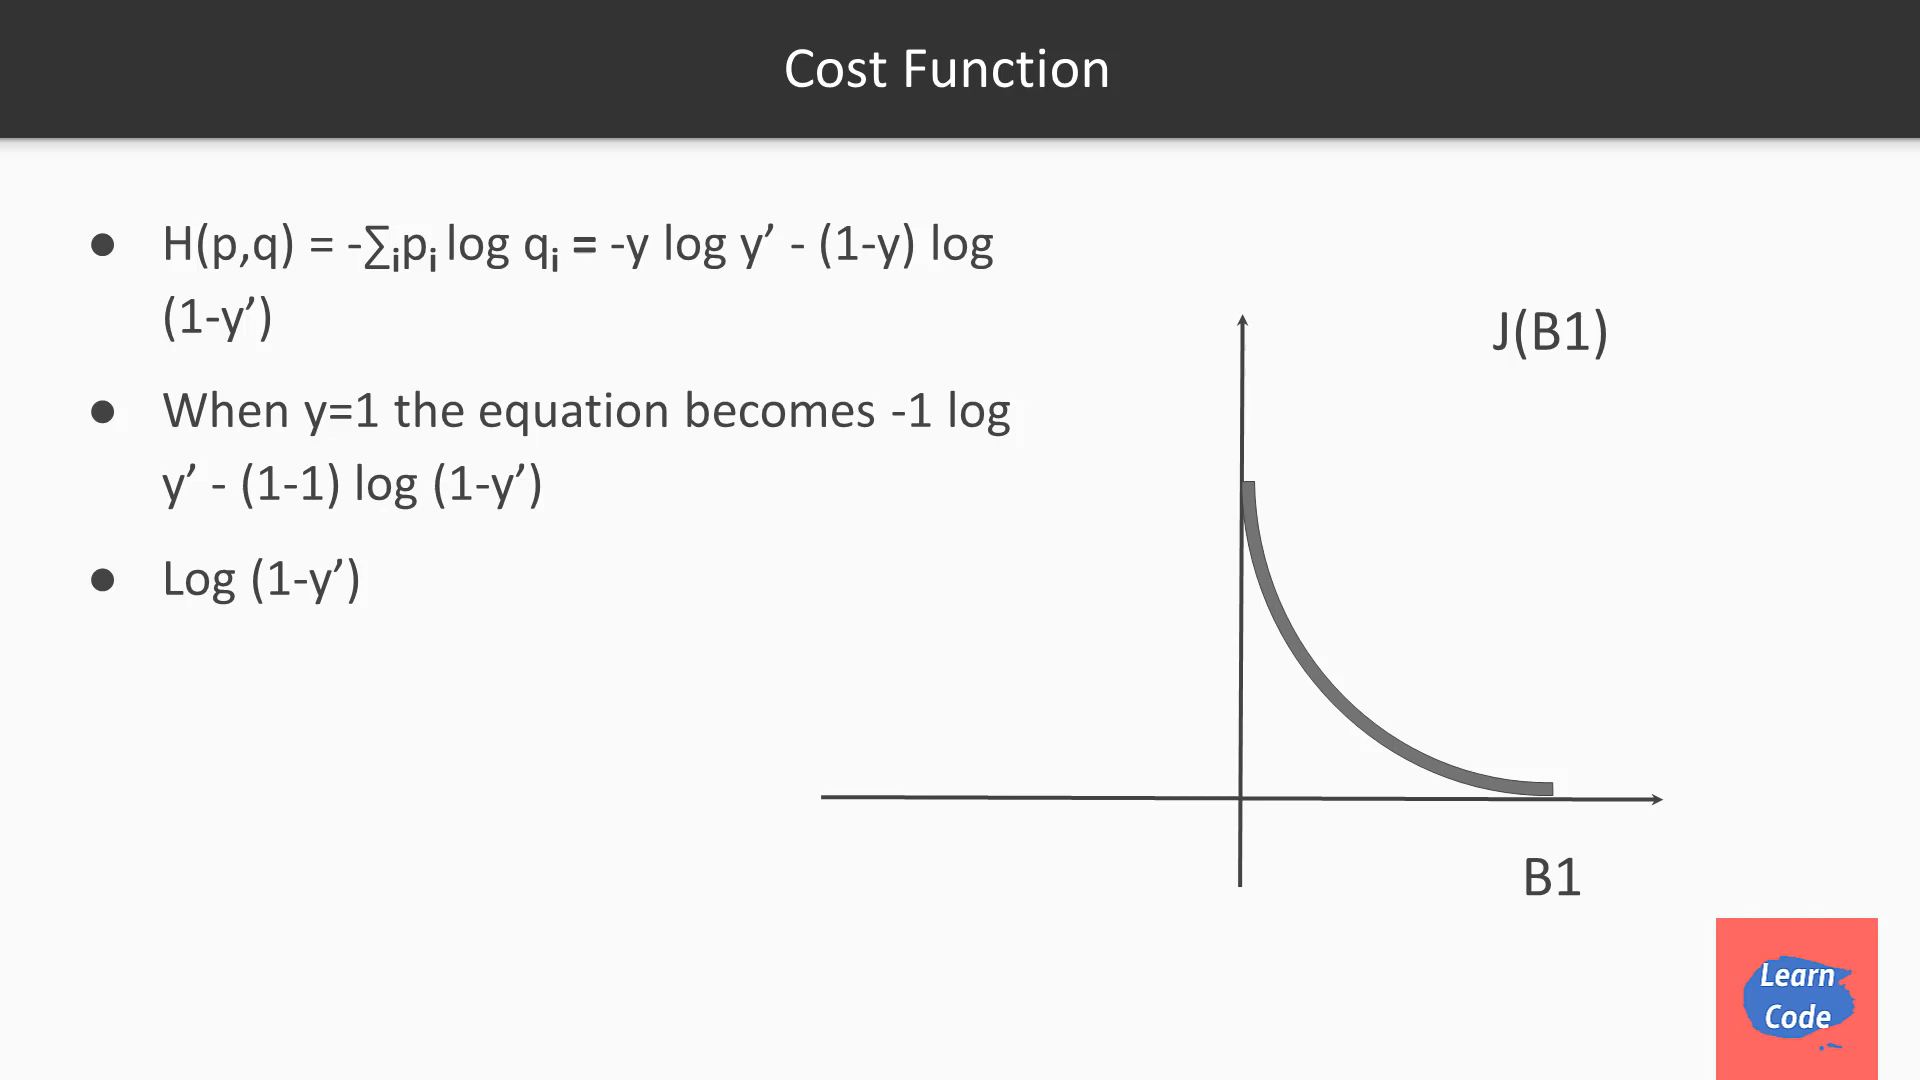 Cost Function
● H(p,q) = -∑ᵢpᵢ log qᵢ = -y log y’ - (1-y) log
(1-y’)
● When y=1 the equation becomes -1 log
y’ - (1-1) log (1-y’)
● Log (1-y’)
J(B1)
B1
Learn
Code